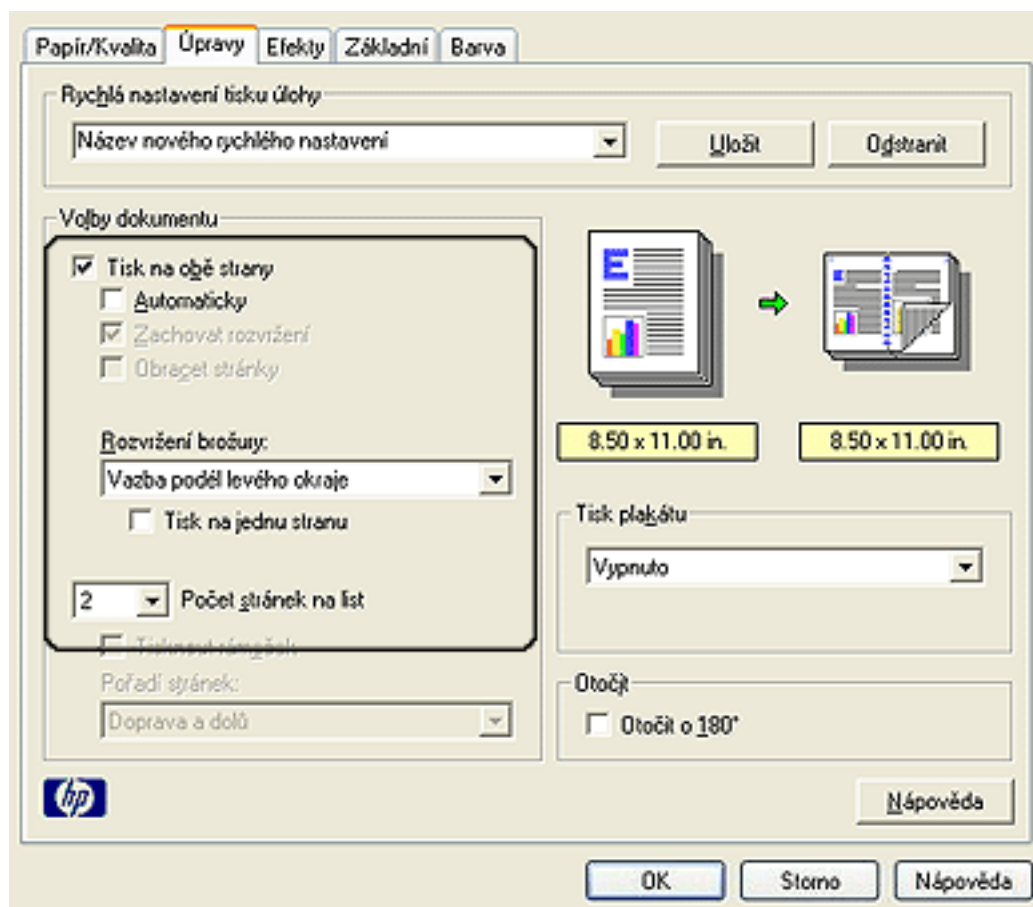 Papír/Kvalita Úpravy Efekty Základní Barva
Rychlá nastavení tisku úlohy
Název nového rychlého nastavení Uložit Odstranit
Volby dokumentu
Tisk na obě strany
Automaticky
Zachovat rozvržení
Obracet stránky
Rozvržení brožury:
Vazba podél levého okraje
Tisk na jednu stranu
2 Počet stránek na list
Tisknout rámeček
Pořadí stránek:
Doprava a dolů
E
8.50 x 11.00 in. 8.50 x 11.00 in.
Tisk plakátu
Vypnuto
Otočit
Otočit o 180°
hp
Nápověda
OK Storno Nápověda